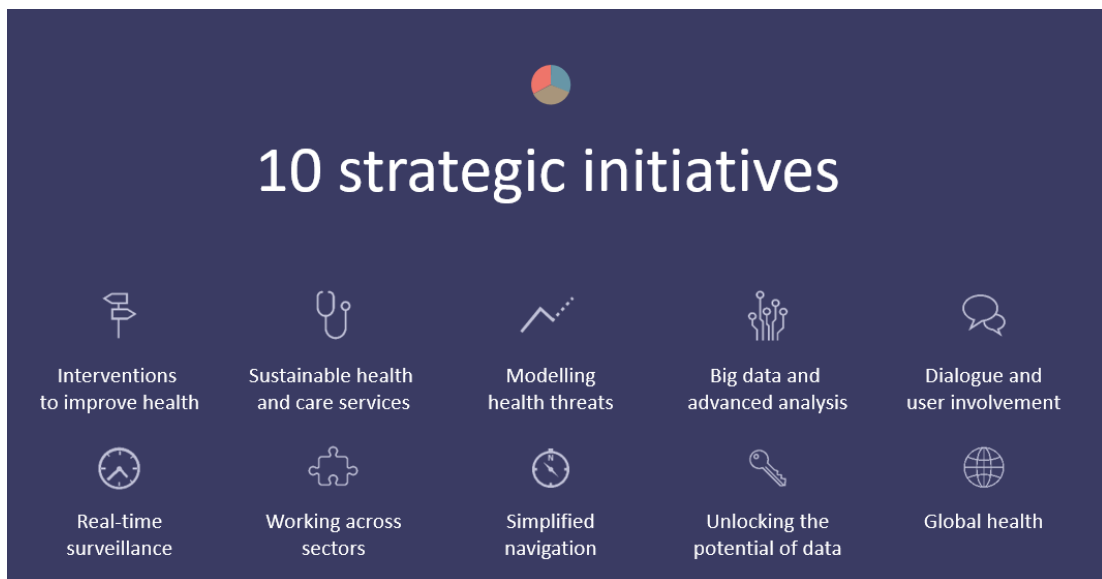 10 strategic initiatives
Interventions
to improve health
Sustainable health
and care services
Modelling
health threats
Big data and
advanced analysis
Dialogue and
user involvement
Real-time
surveillance
Working across
sectors
N
Simplified
navigation
Unlocking the
potential of data
Global health